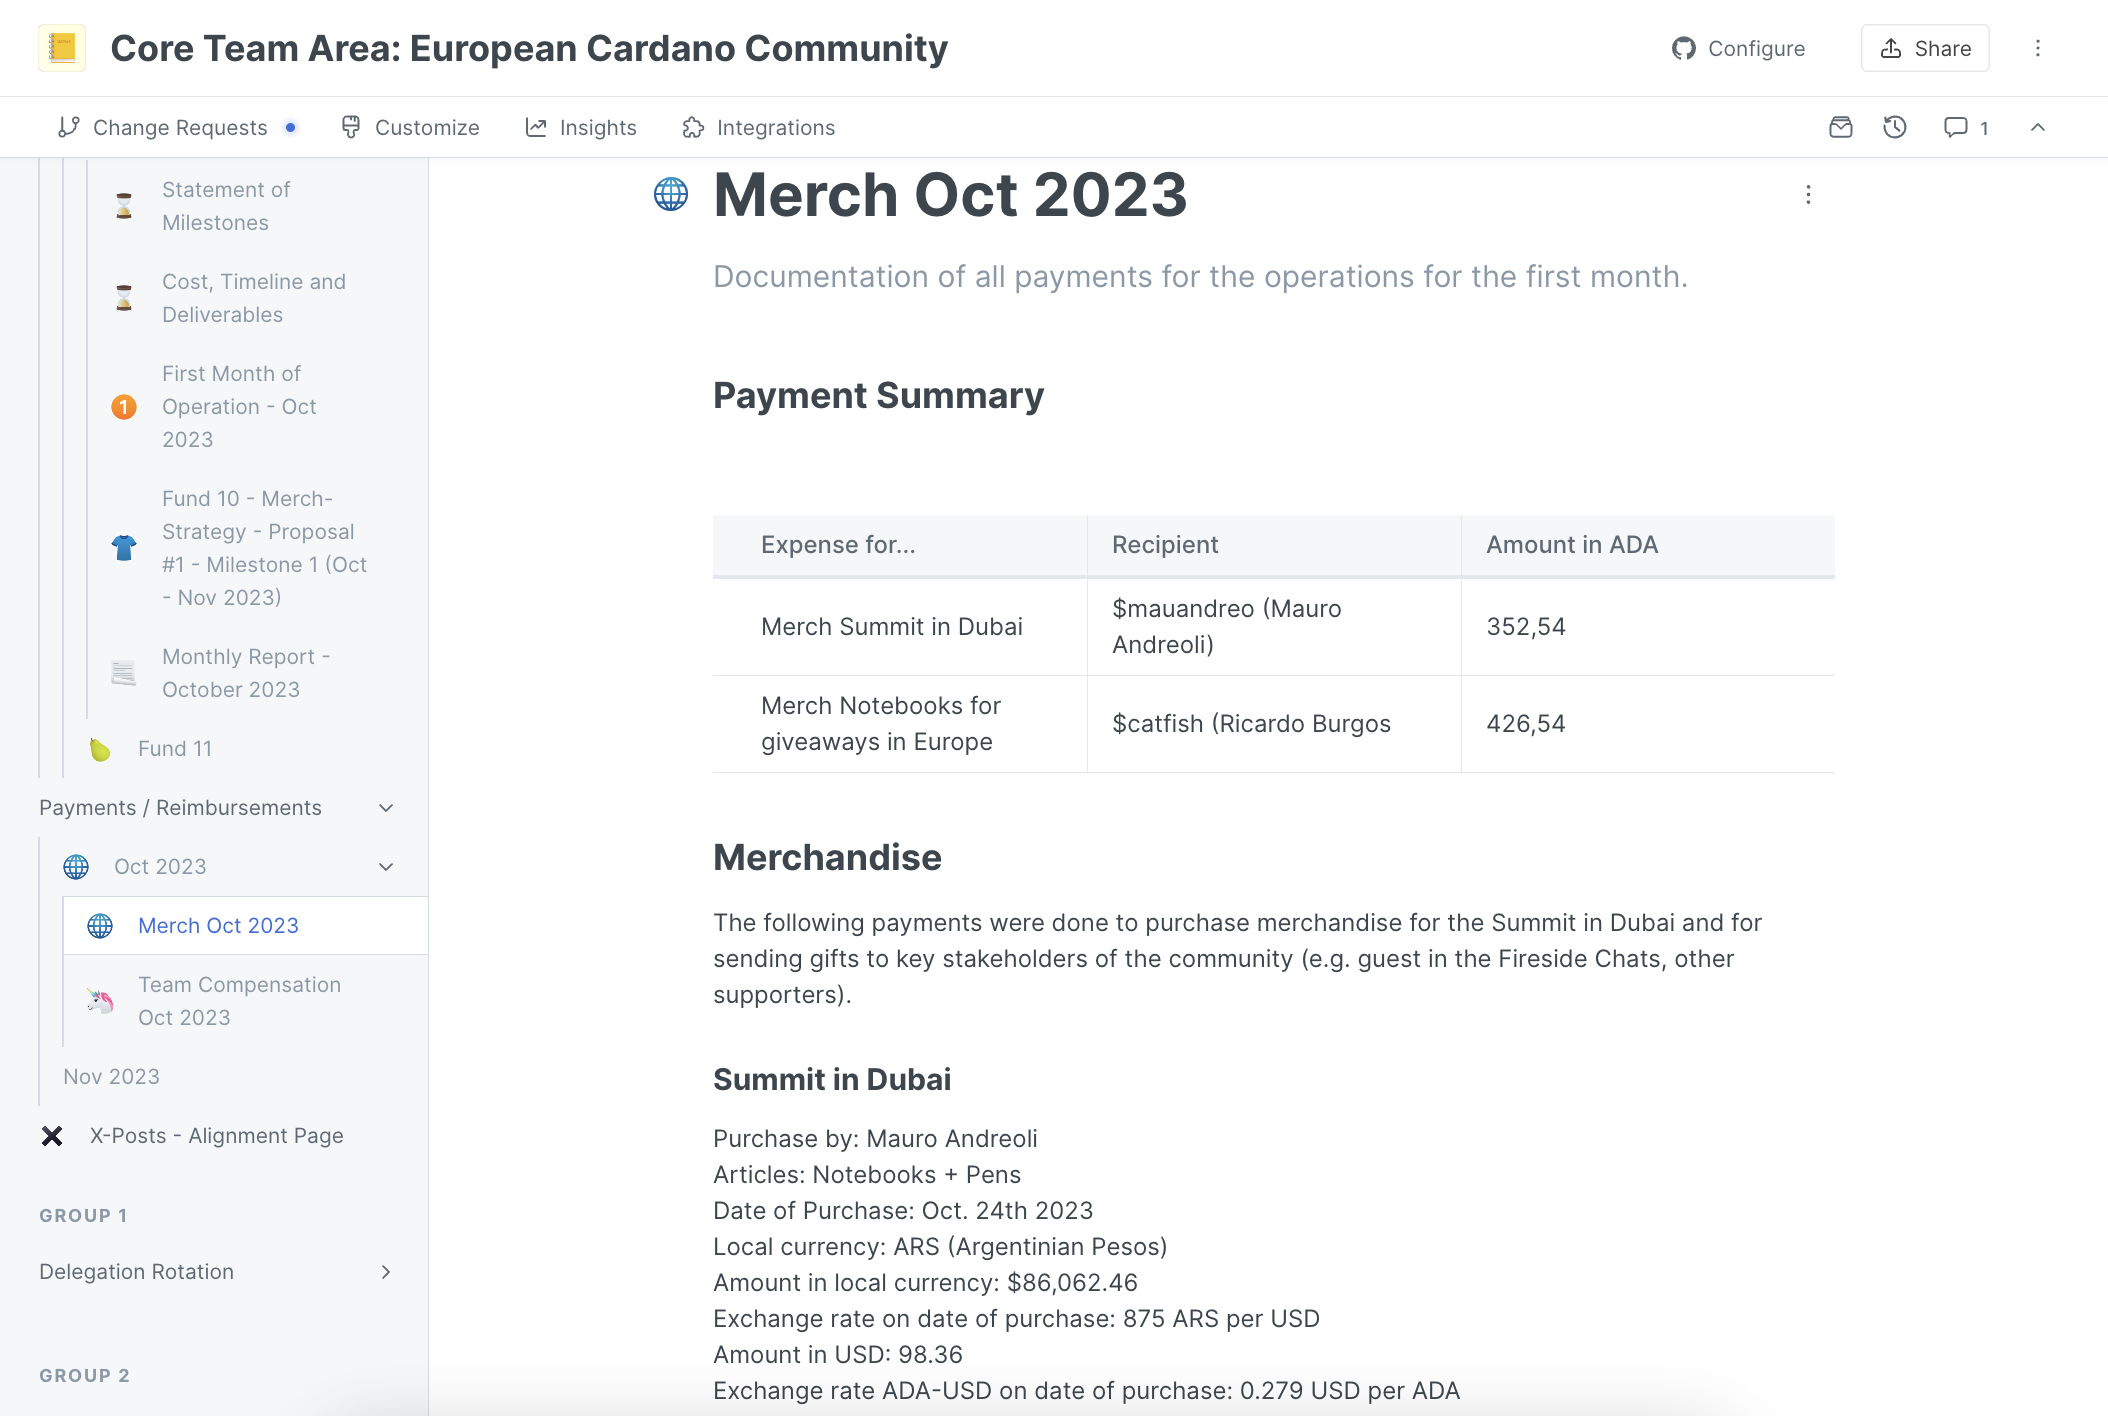 Core Team Area: European Cardano Community
Configure
Share
Change Requests
Customize
Insights
Integrations
1
Statement of
Milestones
Cost, Timeline and
Deliverables
1
First Month of
Operation - Oct
2023
Fund 10 - Merch-
Strategy - Proposal
#1 - Milestone 1 (Oct
- Nov 2023)
Monthly Report -
October 2023
Fund 11
Payments / Reimbursements
Oct 2023
Merch Oct 2023
Team Compensation
Oct 2023
Nov 2023
X-Posts - Alignment Page
GROUP 1
Delegation Rotation
GROUP 2
Merch Oct 2023
Documentation of all payments for the operations for the first month.
Payment Summary
Expense for...
Recipient
Amount in ADA
Merch Summit in Dubai
$mauandreo (Mauro
Andreoli)
352,54
Merch Notebooks for
giveaways in Europe
$catfish (Ricardo Burgos
426,54
Merchandise
The following payments were done to purchase merchandise for the Summit in Dubai and for
sending gifts to key stakeholders of the community (e.g. guest in the Fireside Chats, other
supporters).
Summit in Dubai
Purchase by: Mauro Andreoli
Articles: Notebooks + Pens
Date of Purchase: Oct. 24th 2023
Local currency: ARS (Argentinian Pesos)
Amount in local currency: $86,062.46
Exchange rate on date of purchase: 875 ARS per USD
Amount in USD: 98.36
Exchange rate ADA-USD on date of purchase: 0.279 USD per ADA